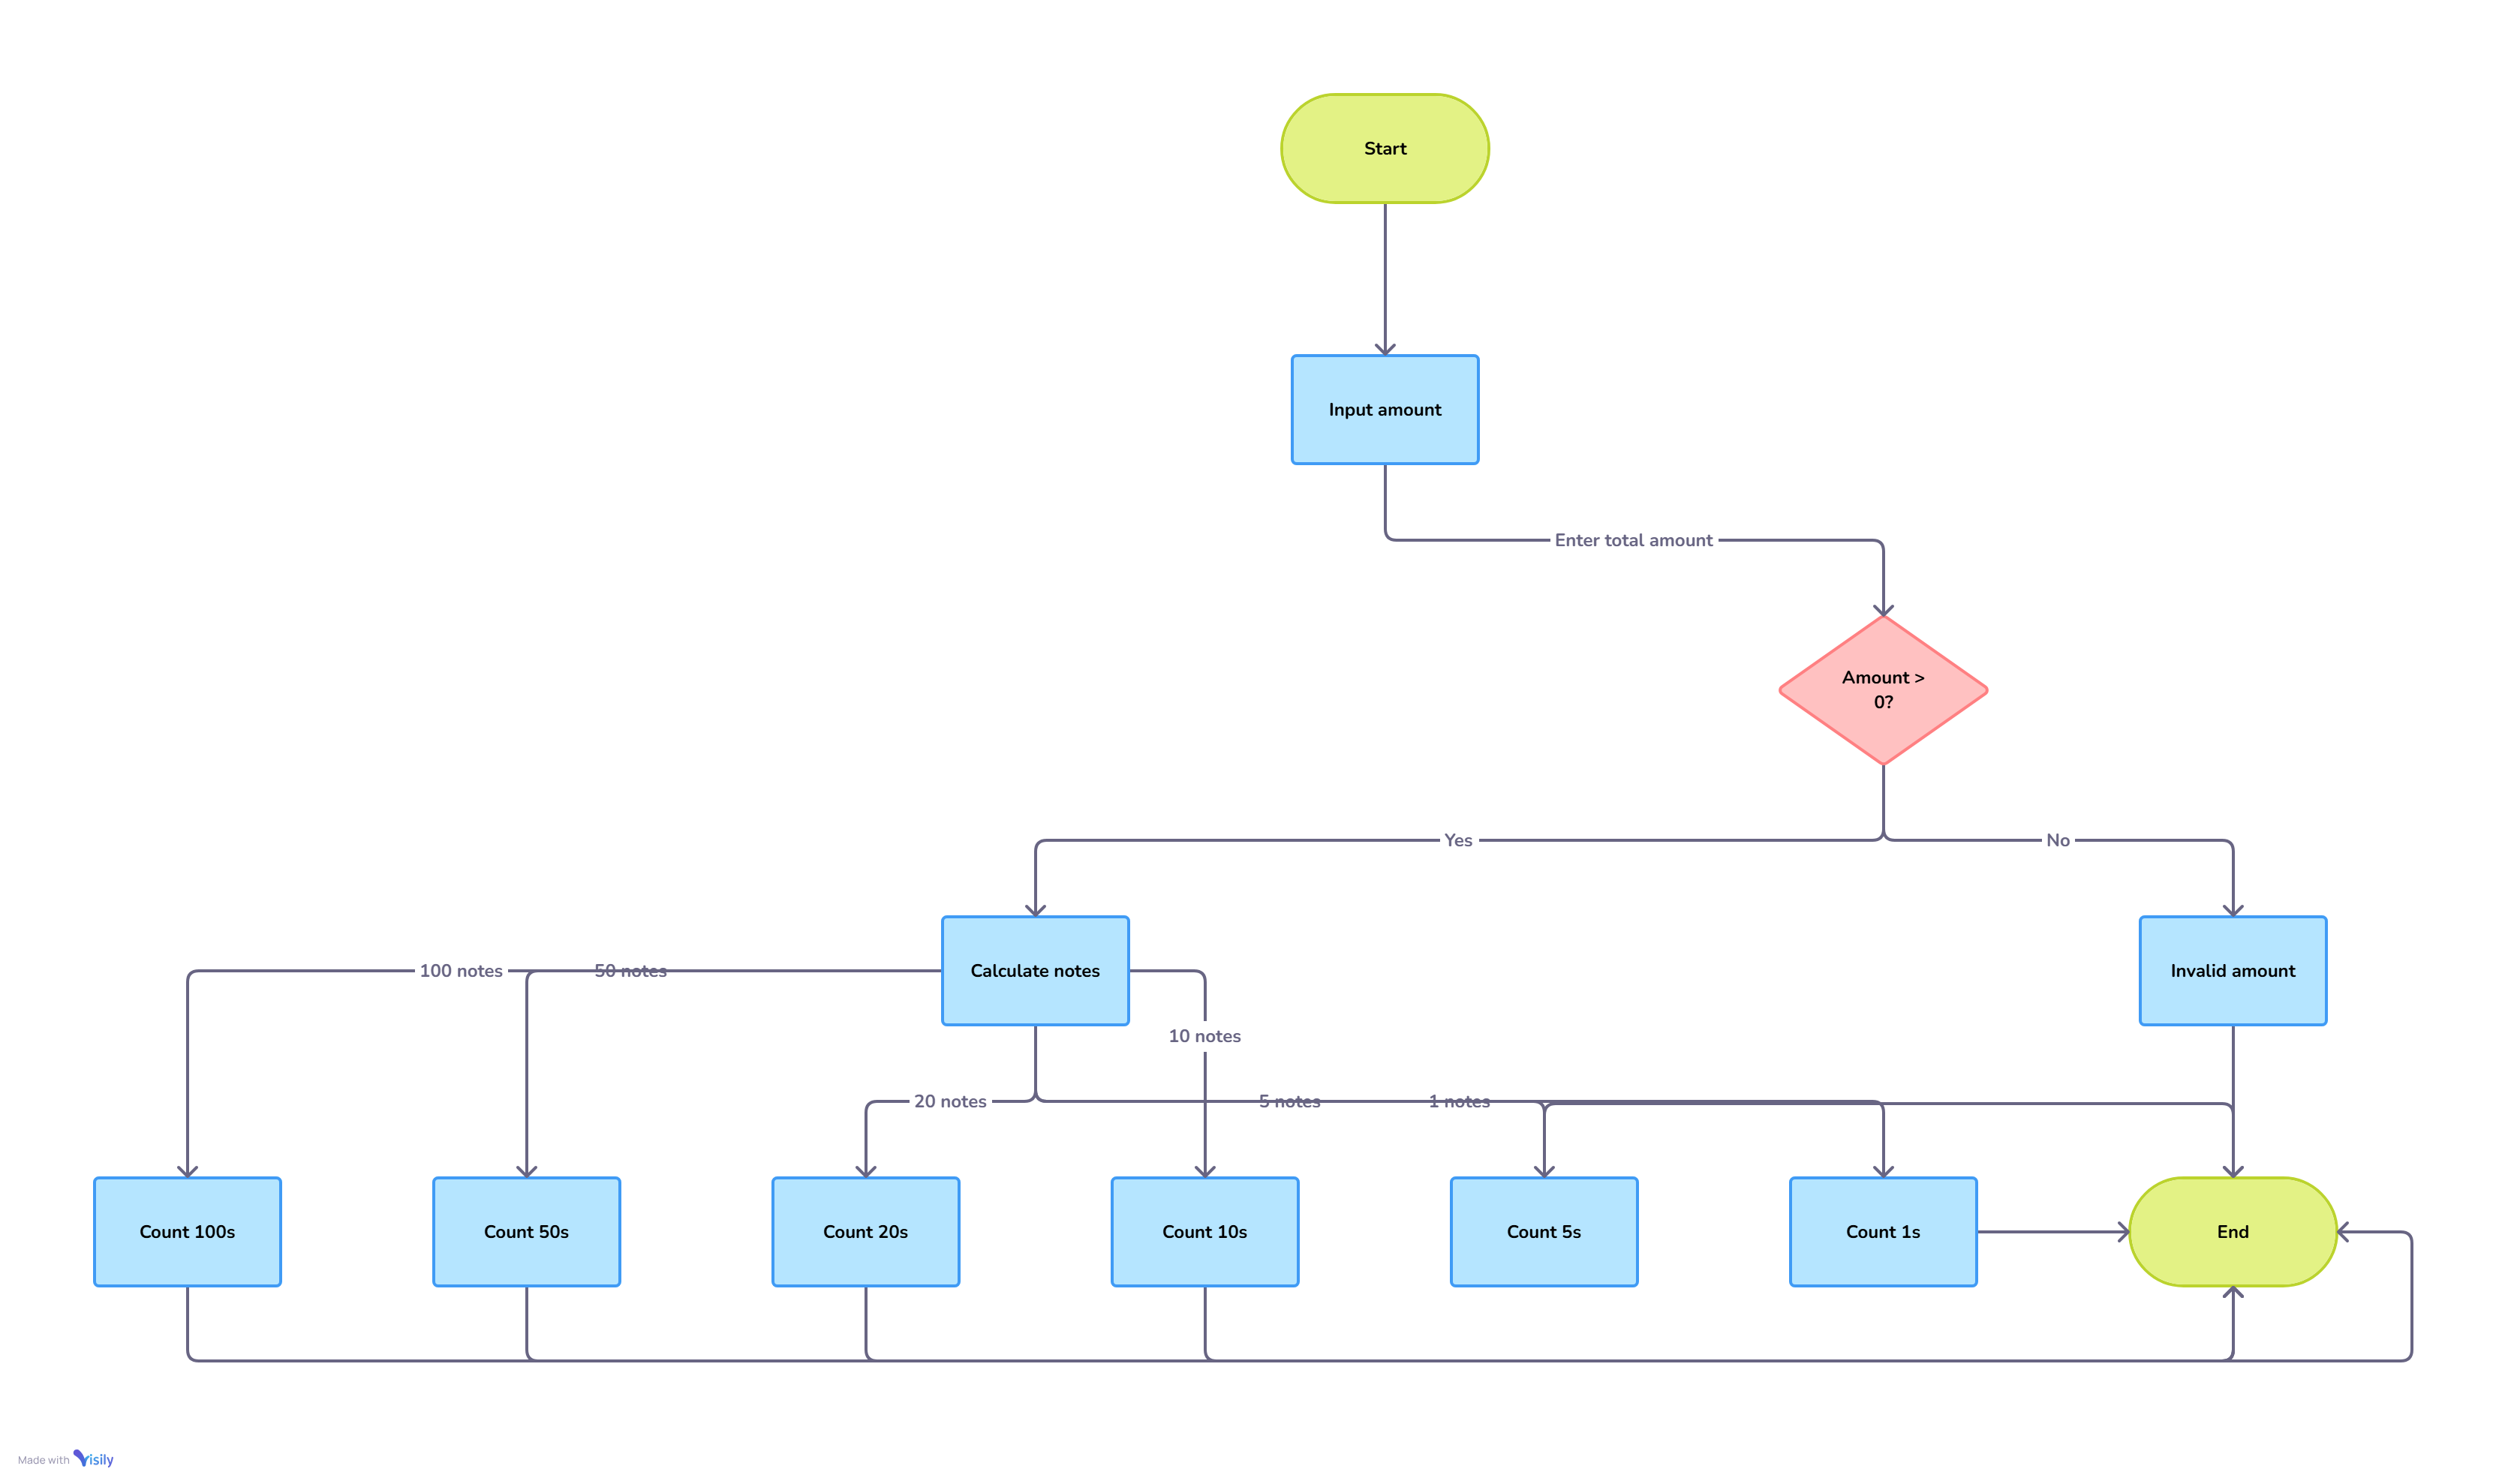 Start
Input amount
Enter total amount
Amount >
0?
Yes
No
Calculate notes
Invalid amount
100 notes
50 notes
10 notes
20 notes
5 notes
1 notes
Count 100s
Count 50s
Count 20s
Count 10s
Count 5s
Count 1s
End
Made with Visily